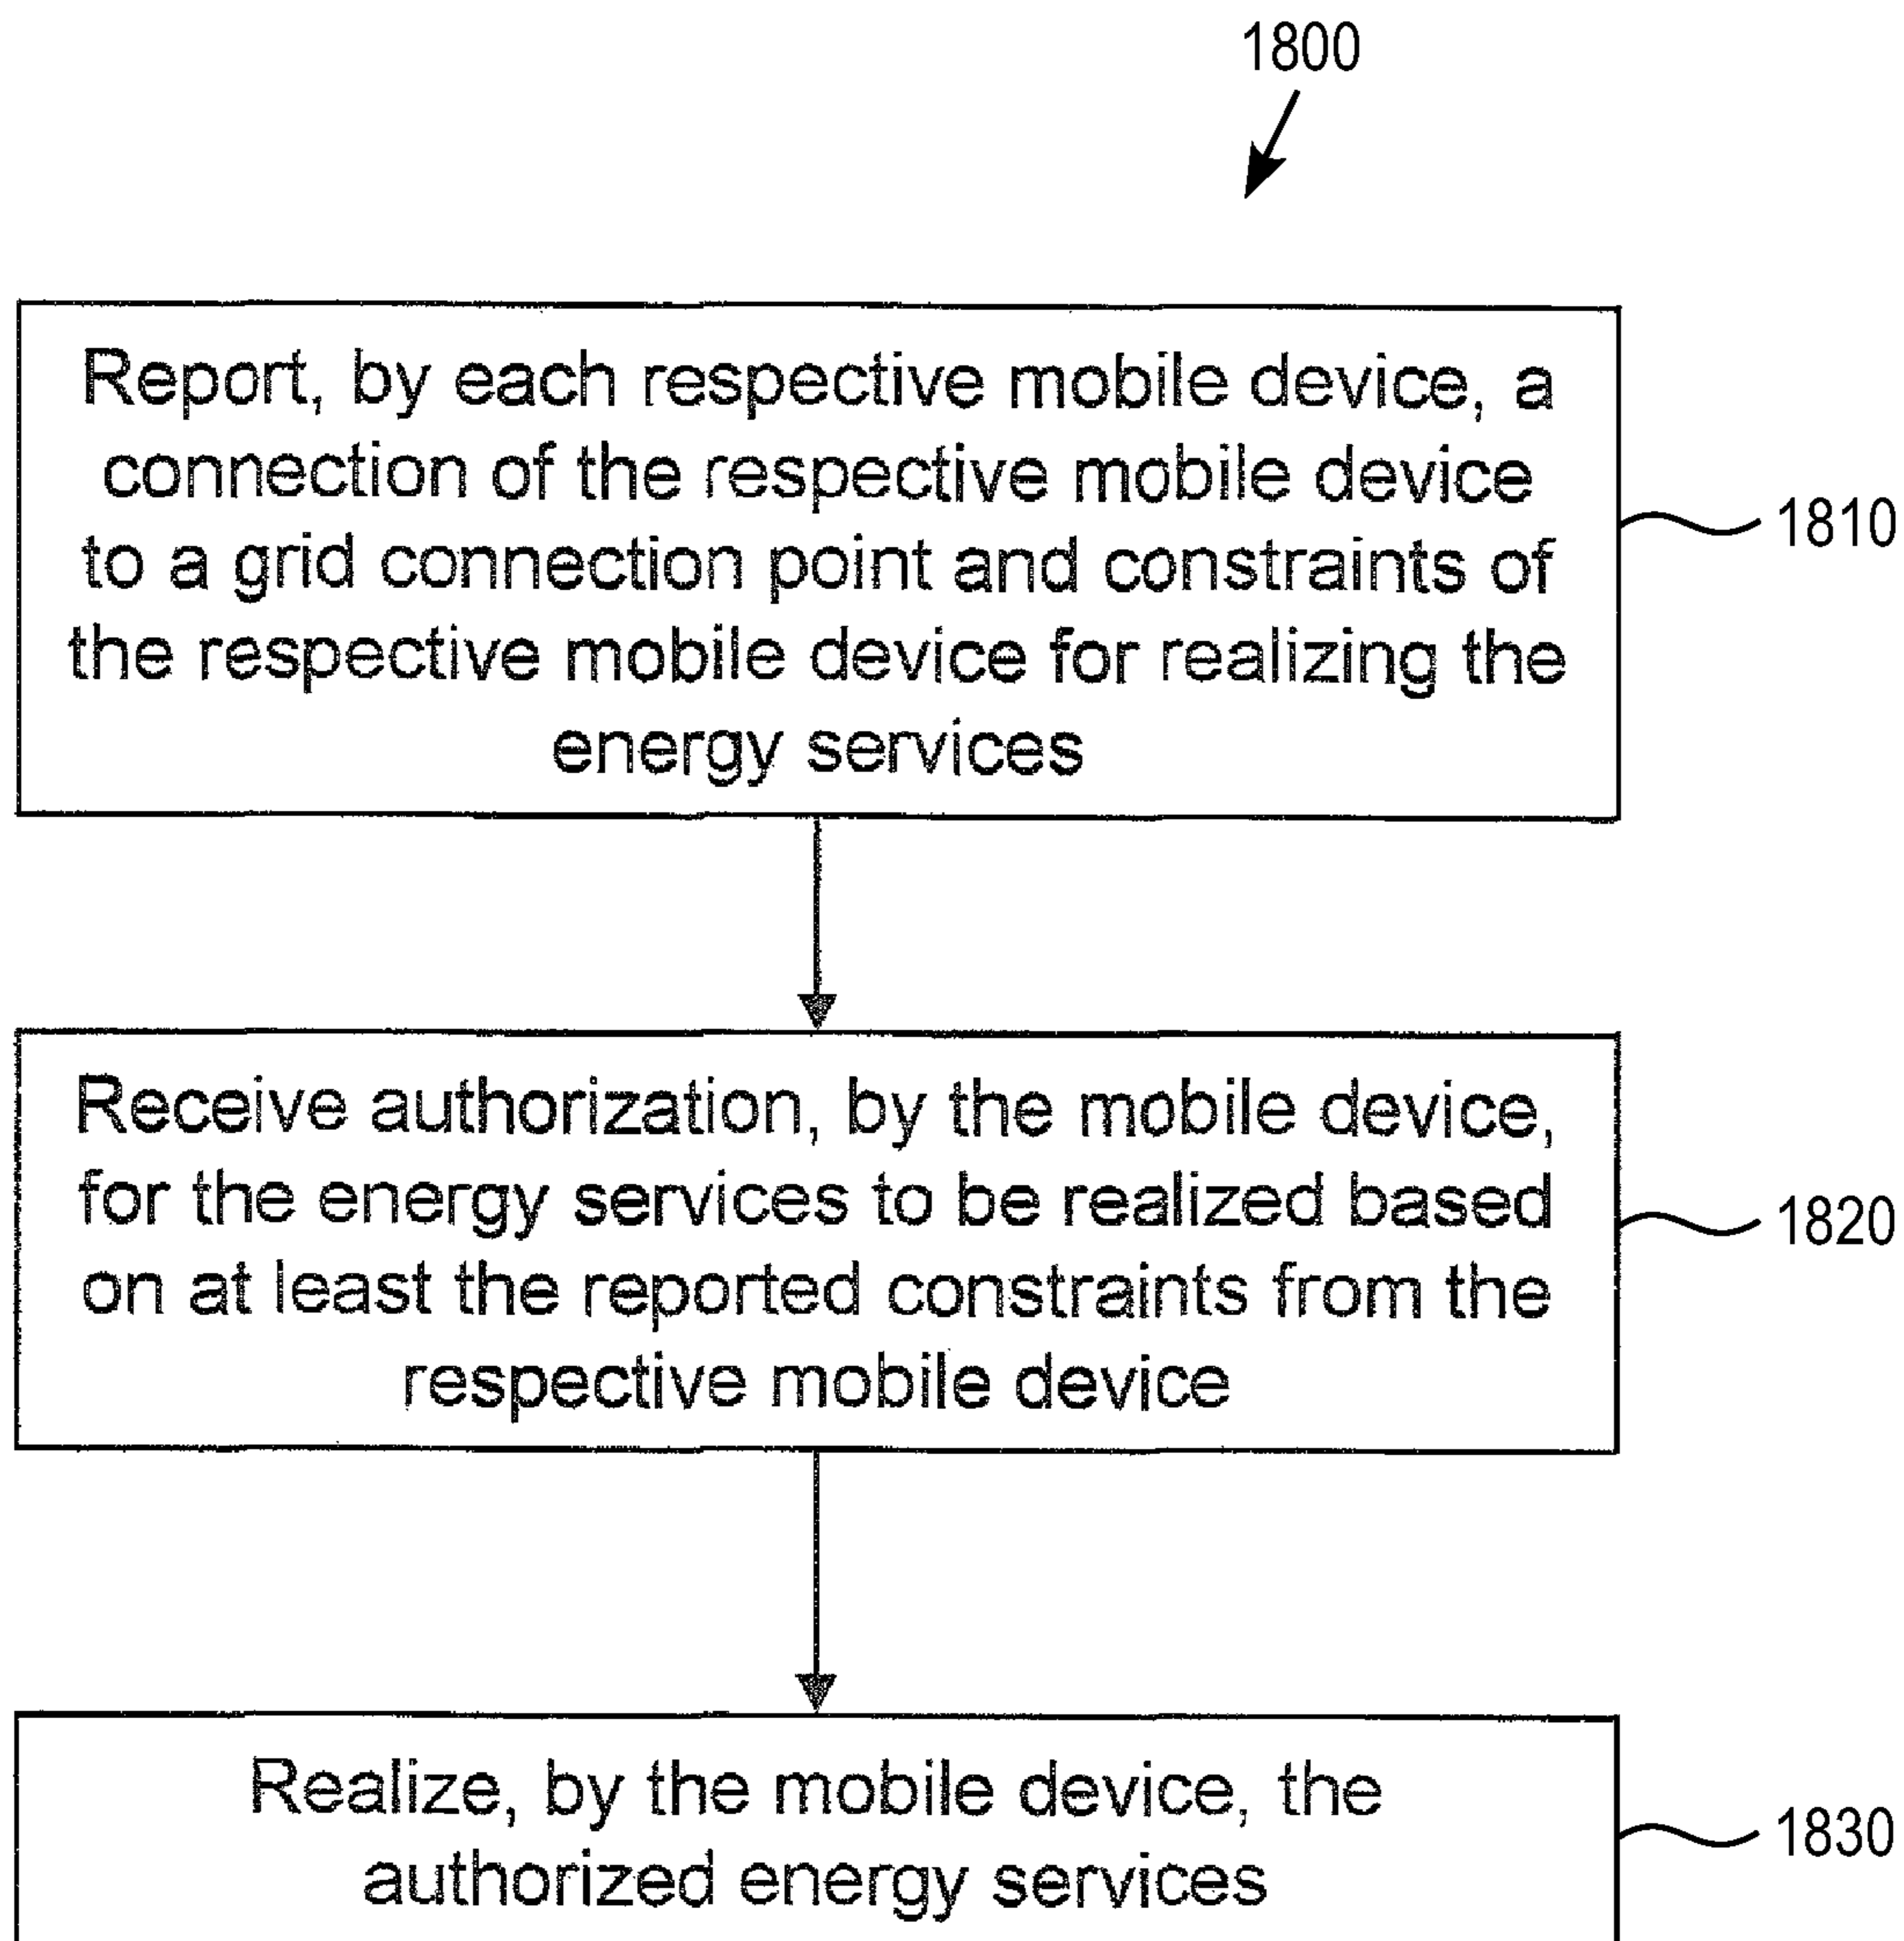 1800
Report, by each respective mobile device, a
connection of the respective mobile device
to a grid connection point and constraints of
the respective mobile device for realizing the
energy services
1810
Receive authorization, by the mobile device,
for the energy services to be realized based
on at least the reported constraints from the
respective mobile device
1820
Realize, by the mobile device, the
authorized energy services
1830